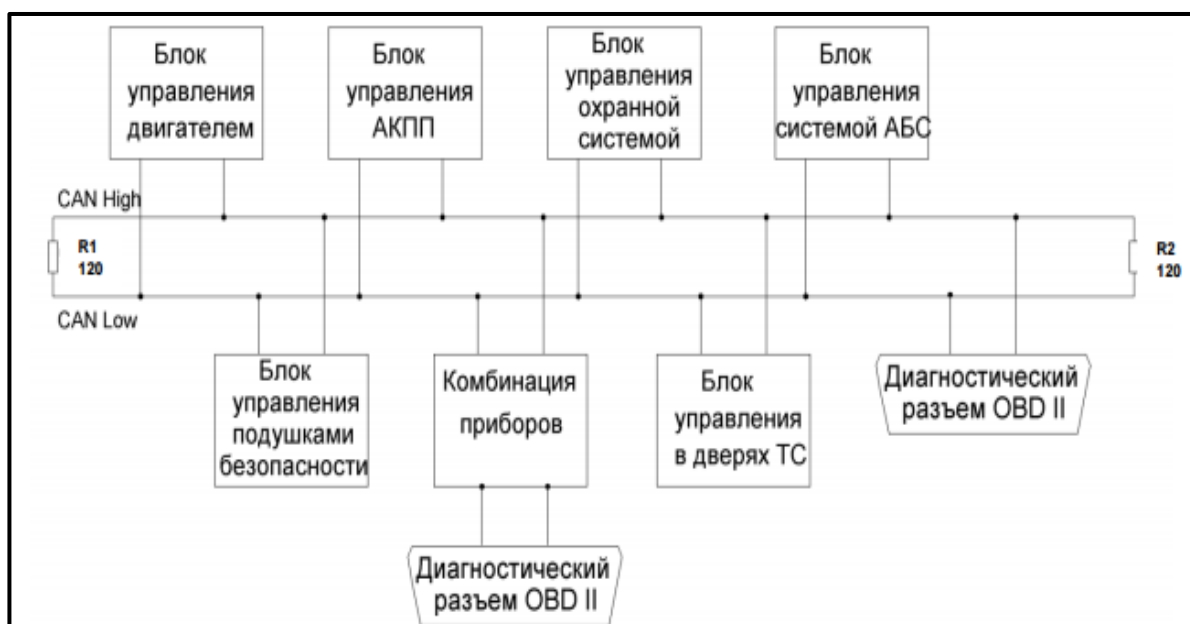 Блок
управления
двигателем
Блок
управления
АКПП
Блок
управления
охранной
системой
Блок
управления
системой АБС
CAN High
R1
120
R2
120
CAN Low
Блок
управления
подушками
безопасности
Комбинация
приборов
Блок
управления
в дверях ТС
Диагностический
разъем OBD II
Диагностический
разъем OBD II